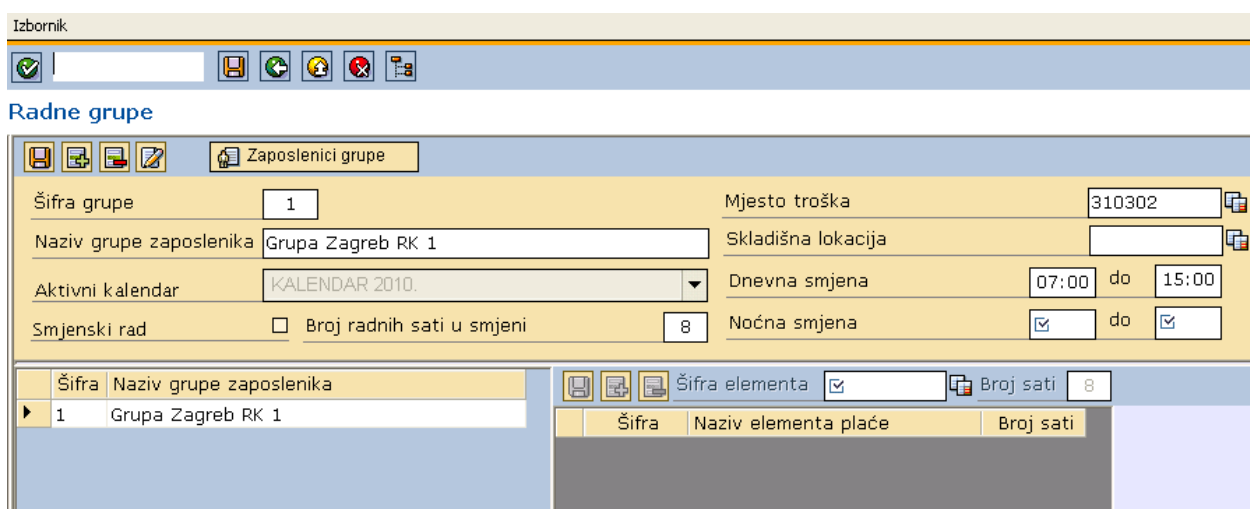 Izbornik
Radne grupe
Zaposlenici grupe
Šifra grupe 1 Mjesto troška 310302
Naziv grupe zaposlenika Grupa Zagreb RK 1 Skladišna lokacija
Aktivni kalendar KALENDAR 2010. Dnevna smjena 07:00 do 15:00
Smjenski rad Broj radnih sati u smjeni 8 Noćna smjena do
Šifra Naziv grupe zaposlenika Šifra elementa Broj sati 8
1 Grupa Zagreb RK 1 Šifra Naziv elementa plaće Broj sati